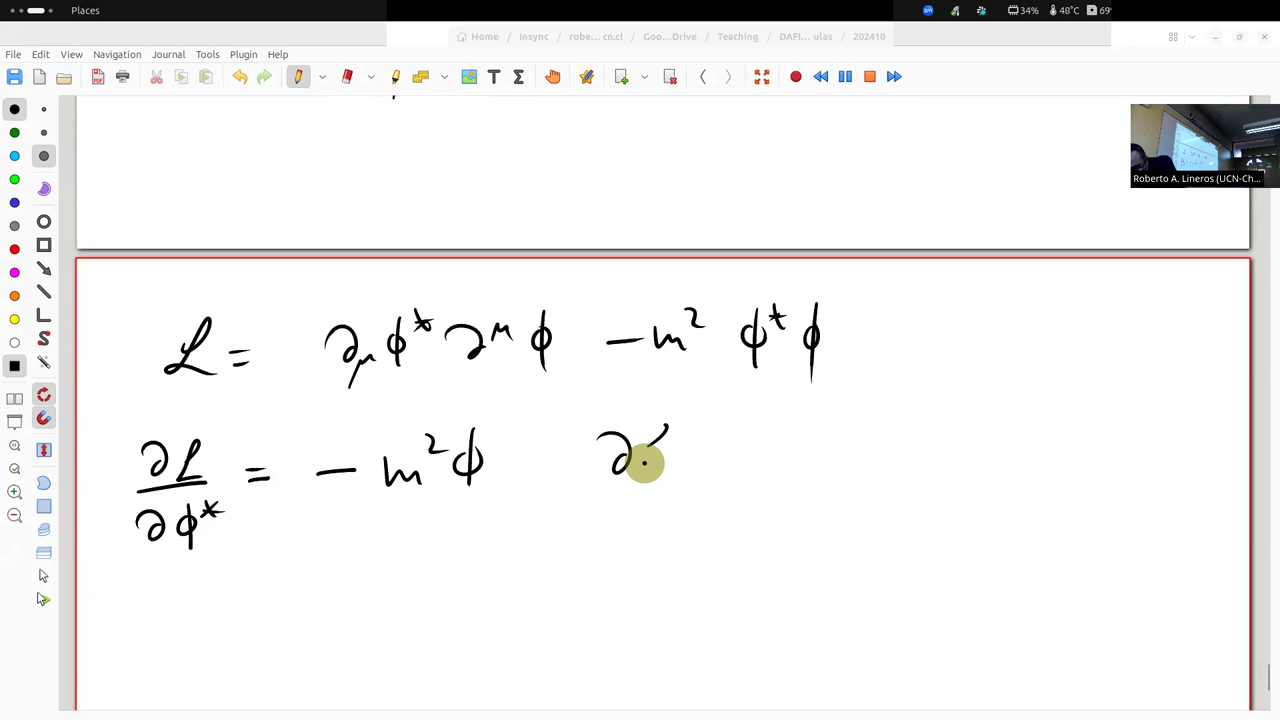 Places
34% 48°C 69
Home Insync robe… cn.cl Goo…Drive Teaching DAFI… ulas 202410
File Edit View Navigation Journal Tools Plugin Help
Roberto A. Lineros (UCN-Ch...
ℒ = ∂_μ ϕ* ∂^μ ϕ − m² ϕ* ϕ
∂ℒ/∂ϕ* = − m² ϕ ∂